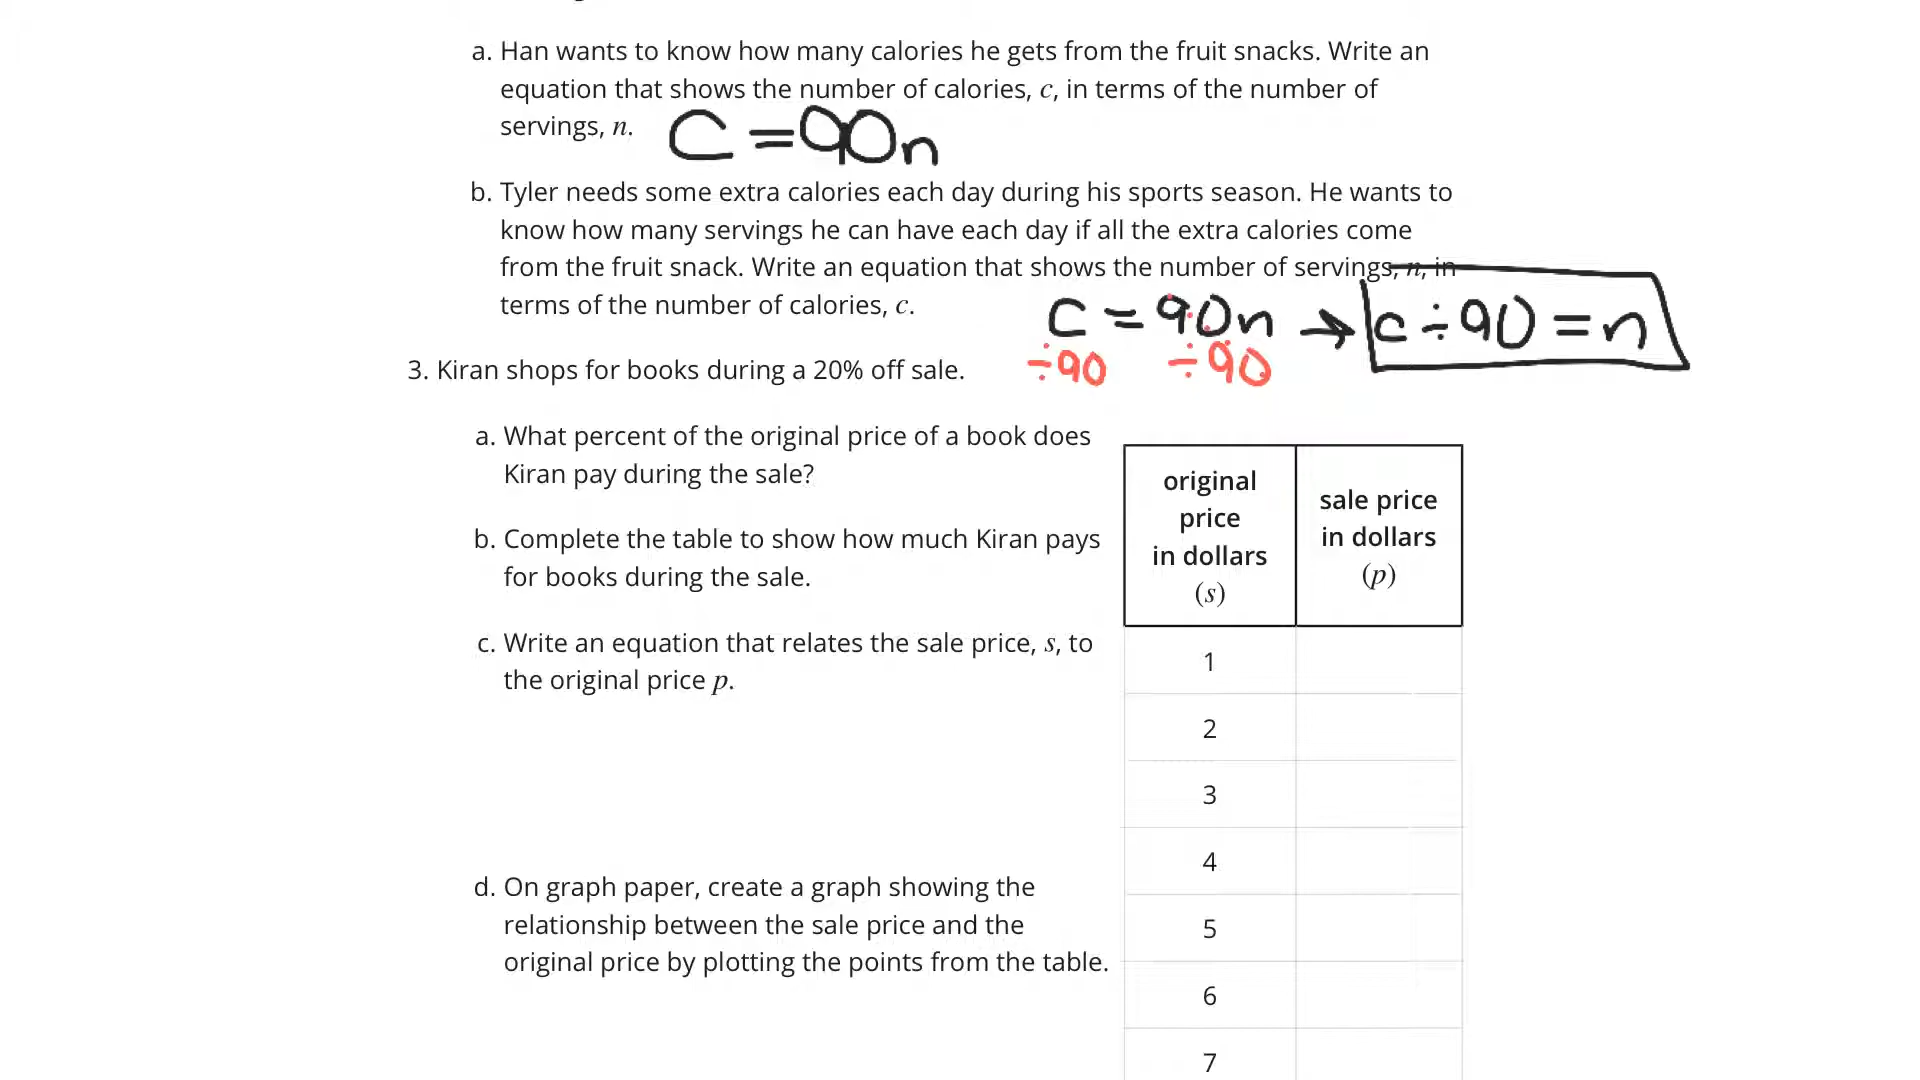 a. Han wants to know how many calories he gets from the fruit snacks. Write an
equation that shows the number of calories, c, in terms of the number of
servings, n.
C = 90n
b. Tyler needs some extra calories each day during his sports season. He wants to
know how many servings he can have each day if all the extra calories come
from the fruit snack. Write an equation that shows the number of servings, n, in
terms of the number of calories, c.
c = 90n → c ÷ 90 = n
÷90 ÷90
3. Kiran shops for books during a 20% off sale.
a. What percent of the original price of a book does
Kiran pay during the sale?
b. Complete the table to show how much Kiran pays
for books during the sale.
c. Write an equation that relates the sale price, s, to
the original price p.
d. On graph paper, create a graph showing the
relationship between the sale price and the
original price by plotting the points from the table.
original
price
in dollars
(s)
sale price
in dollars
(p)
1
2
3
4
5
6
7